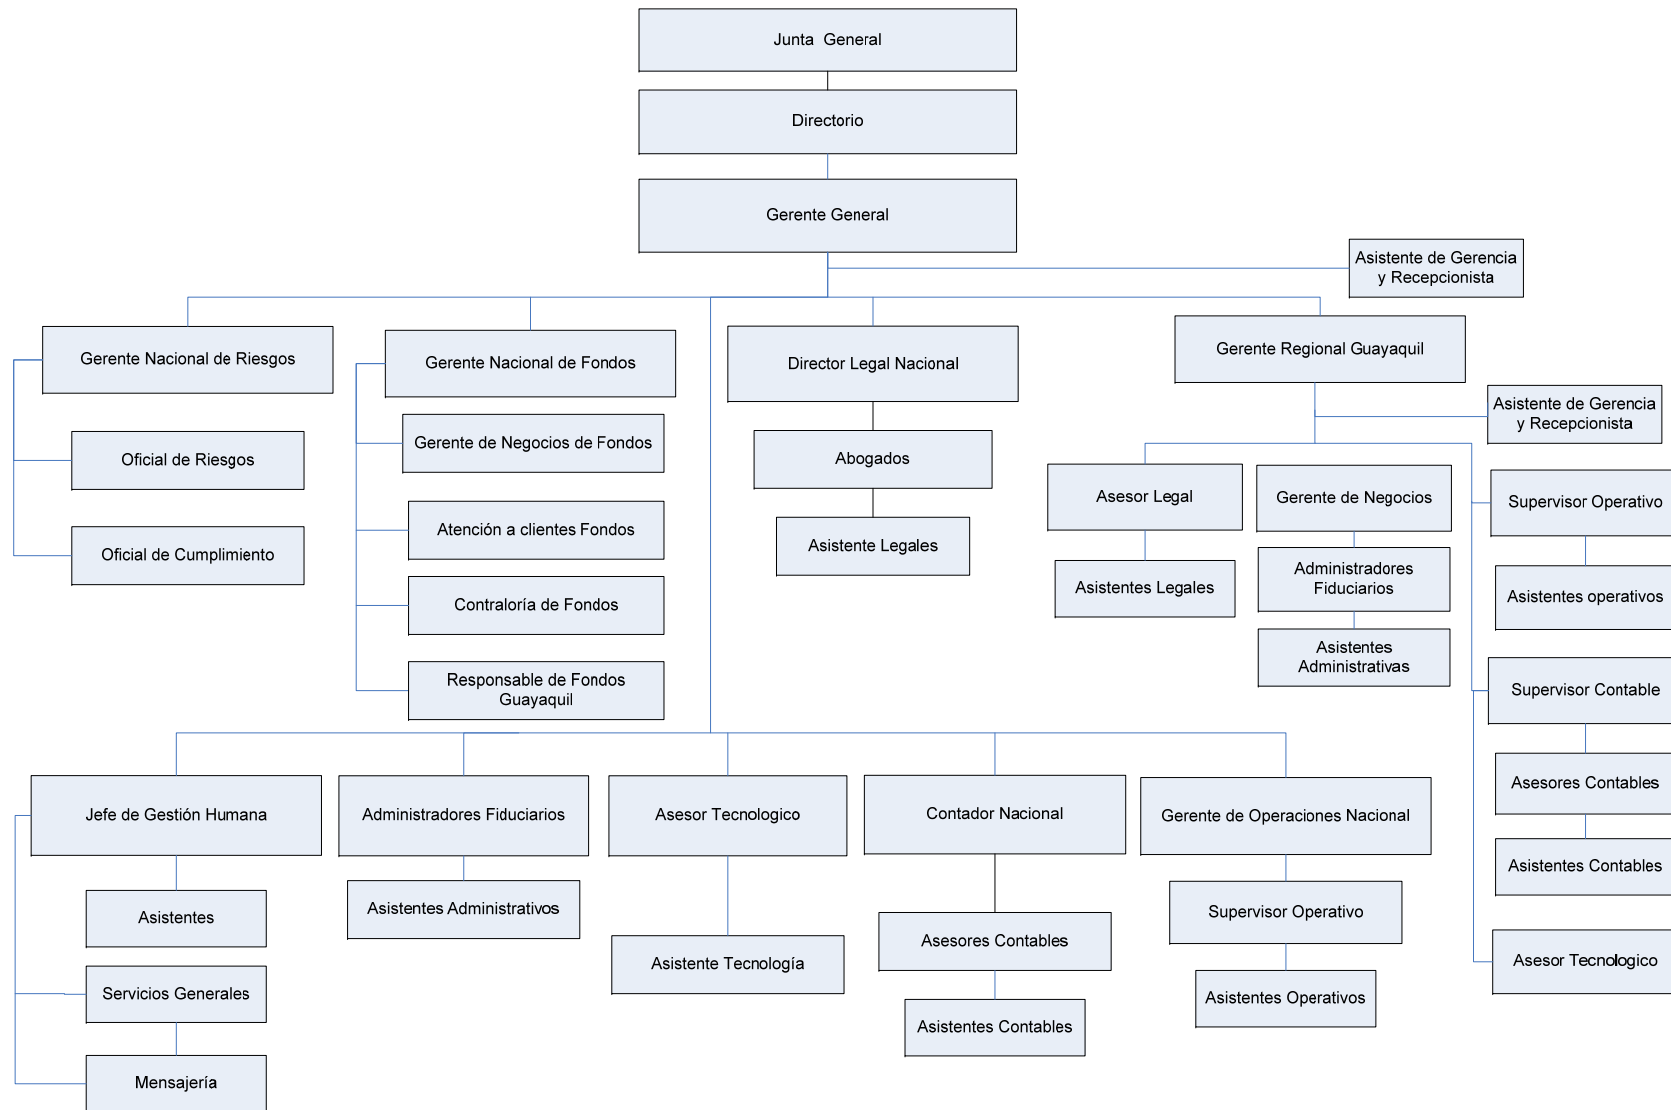 Junta General
Directorio
Gerente General
Asistente de Gerencia
y Recepcionista
Gerente Nacional de Riesgos
Oficial de Riesgos
Oficial de Cumplimiento
Gerente Nacional de Fondos
Gerente de Negocios de Fondos
Atención a clientes Fondos
Contraloría de Fondos
Responsable de Fondos
Guayaquil
Director Legal Nacional
Abogados
Asistente Legales
Gerente Regional Guayaquil
Asistente de Gerencia
y Recepcionista
Asesor Legal
Asistentes Legales
Gerente de Negocios
Administradores
Fiduciarios
Asistentes
Administrativas
Supervisor Operativo
Asistentes operativos
Supervisor Contable
Asesores Contables
Asistentes Contables
Asesor Tecnologico
Jefe de Gestión Humana
Asistentes
Servicios Generales
Mensajería
Administradores Fiduciarios
Asistentes Administrativos
Asesor Tecnologico
Asistente Tecnología
Contador Nacional
Asesores Contables
Asistentes Contables
Gerente de Operaciones Nacional
Supervisor Operativo
Asistentes Operativos